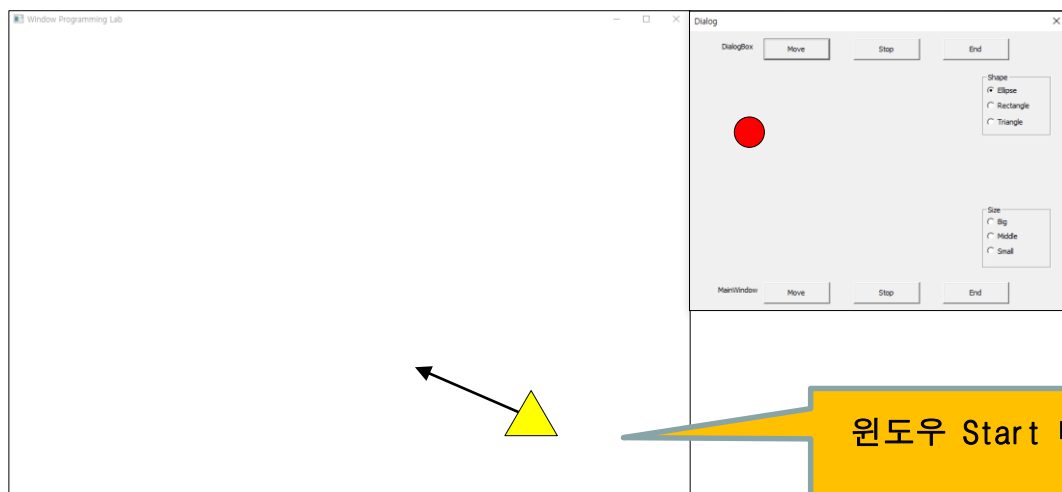 Window Programming Lab
Dialog
DialogBox Move Stop End
Shape
Ellipse
Rectangle
Triangle
Size
Big
Middle
Small
MainWindow Move Stop End
윈도우 Start